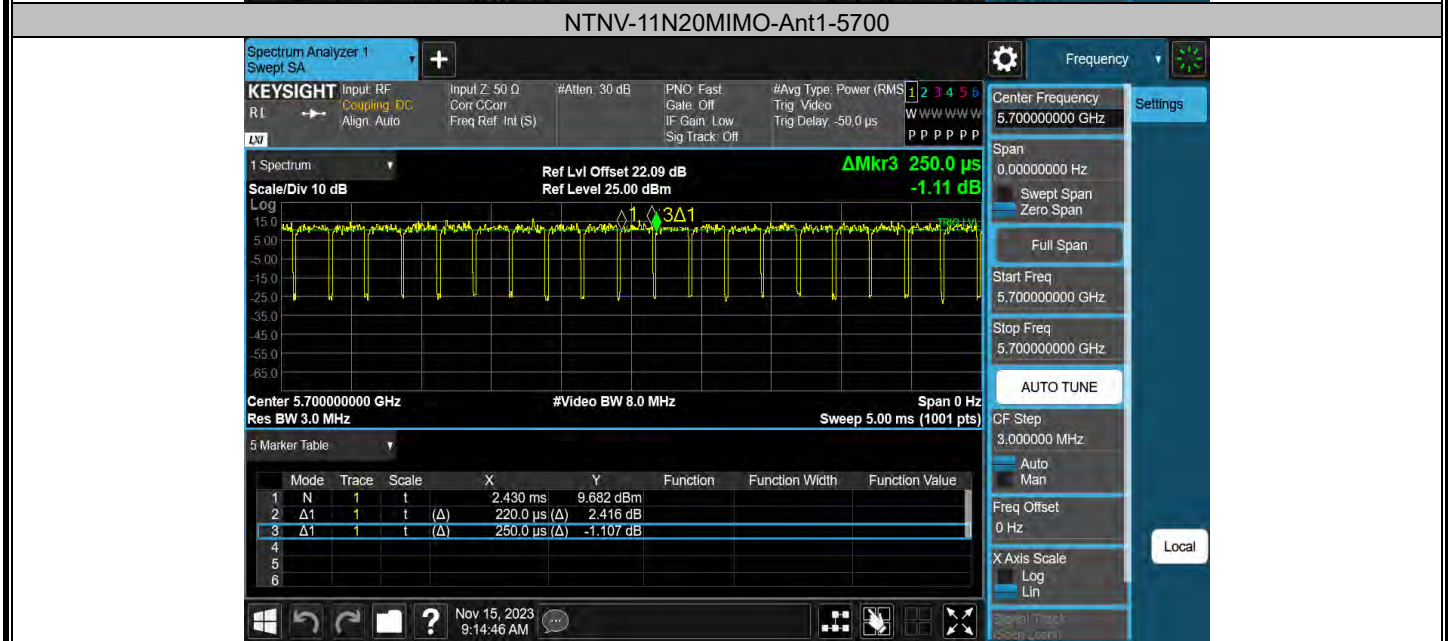 NTNV-11N20MIMO-Ant1-5700
Spectrum Analyzer 1
Swept SA
+
Frequency
KEYSIGHT
RL
LXI
Input: RF
Coupling: DC
Align: Auto
Input Z: 50 Ω
Corr CCorr
Freq Ref: Int (S)
#Atten: 30 dB
PNO: Fast
Gate: Off
IF Gain: Low
Sig Track: Off
#Avg Type: Power (RMS
Trig: Video
Trig Delay: -50.0 µs
1 2 3 4 5 6
W W W W W W
P P P P P P
Center Frequency
5.700000000 GHz
Settings
1 Spectrum
Scale/Div 10 dB
Ref Lvl Offset 22.09 dB
Ref Level 25.00 dBm
ΔMkr3 250.0 µs
-1.11 dB
Log
15.0
5.00
-5.00
-15.0
-25.0
-35.0
-45.0
-55.0
-65.0
1
3Δ1
TRIG LVL
Center 5.700000000 GHz
Res BW 3.0 MHz
#Video BW 8.0 MHz
Span 0 Hz
Sweep 5.00 ms (1001 pts)
Span
0.00000000 Hz
Swept Span
Zero Span
Full Span
Start Freq
5.700000000 GHz
Stop Freq
5.700000000 GHz
AUTO TUNE
CF Step
3.000000 MHz
Auto
Man
Freq Offset
0 Hz
X Axis Scale
Log
Lin
Local
5 Marker Table
Mode Trace Scale X Y Function Function Width Function Value
1 N 1 t 2.430 ms 9.682 dBm
2 Δ1 1 t (Δ) 220.0 µs (Δ) 2.416 dB
3 Δ1 1 t (Δ) 250.0 µs (Δ) -1.107 dB
4
5
6
?
Nov 15, 2023
9:14:46 AM